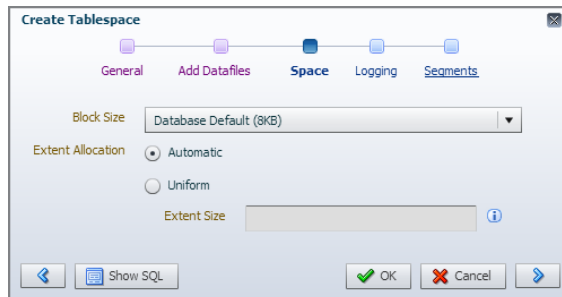 Create Tablespace
General Add Datafiles Space Logging Segments
Block Size Database Default (8KB)
Extent Allocation Automatic
Uniform
Extent Size
Show SQL OK Cancel